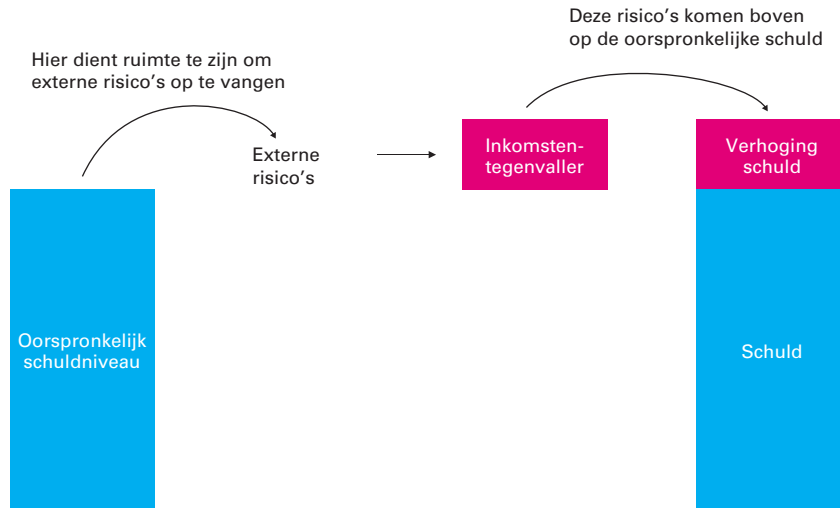 Deze risico's komen boven
op de oorspronkelijke schuld
Hier dient ruimte te zijn om
externe risico's op te vangen
Externe
risico's
Inkomsten-
tegenvaller
Verhoging
schuld
Oorspronkelijk
schuldniveau
Schuld